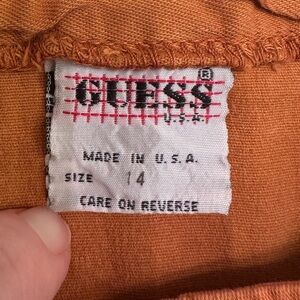 GUESS ®
U.S.A.
MADE IN U.S.A.
SIZE 14
CARE ON REVERSE